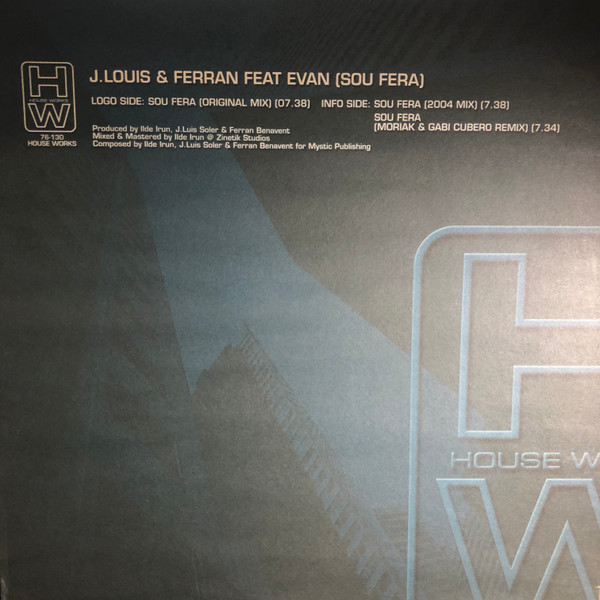 J.LOUIS & FERRAN FEAT EVAN (SOU FERA)
H
HOUSE WORKS
W
76-130
HOUSE WORKS
LOGO SIDE: SOU FERA (ORIGINAL MIX) (07.38) INFO SIDE: SOU FERA (2004 MIX) (7.38)
SOU FERA
(MORIAK & GABI CUBERO REMIX) (7.34)
Produced by Ilde Irun, J.Luis Soler & Ferran Benavent
Mixed & Mastered by Ilde Irun @ Zinetik Studios
Composed by Ilde Irun, J.Luis Soler & Ferran Benavent for Mystic Publishing
H
HOUSE W
W